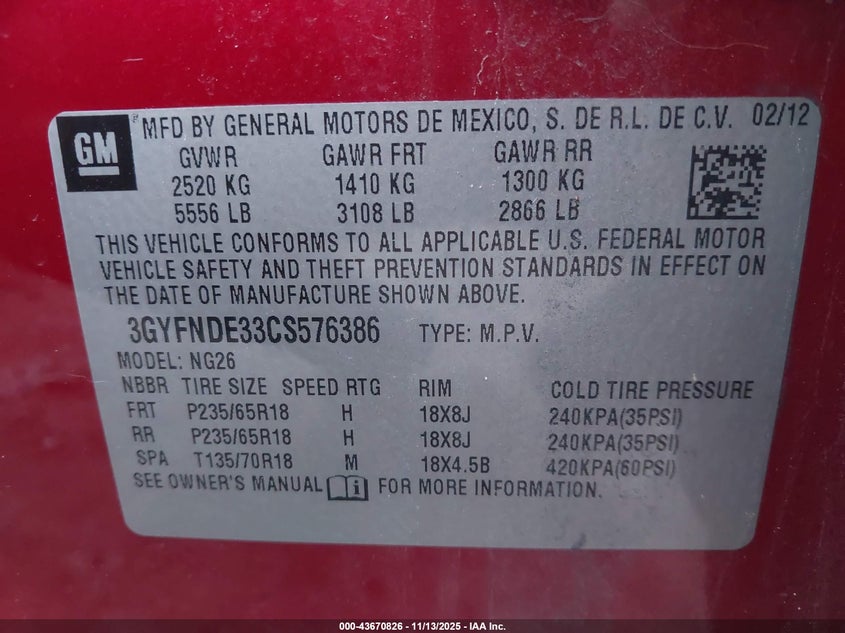 GM
MFD BY GENERAL MOTORS DE MEXICO, S. DE R.L. DE C.V. 02/12
GVWR GAWR FRT GAWR RR
2520 KG 1410 KG 1300 KG
5556 LB 3108 LB 2866 LB
THIS VEHICLE CONFORMS TO ALL APPLICABLE U.S. FEDERAL MOTOR
VEHICLE SAFETY AND THEFT PREVENTION STANDARDS IN EFFECT ON
THE DATE OF MANUFACTURE SHOWN ABOVE.
3GYFNDE33CS576386 TYPE: M.P.V.
MODEL: NG26
NBBR TIRE SIZE SPEED RTG RIM COLD TIRE PRESSURE
FRT P235/65R18 H 18X8J 240KPA(35PSI)
RR P235/65R18 H 18X8J 240KPA(35PSI)
SPA T135/70R18 M 18X4.5B 420KPA(60PSI)
SEE OWNER'S MANUAL FOR MORE INFORMATION.
000-43670826 - 11/13/2025 - IAA Inc.